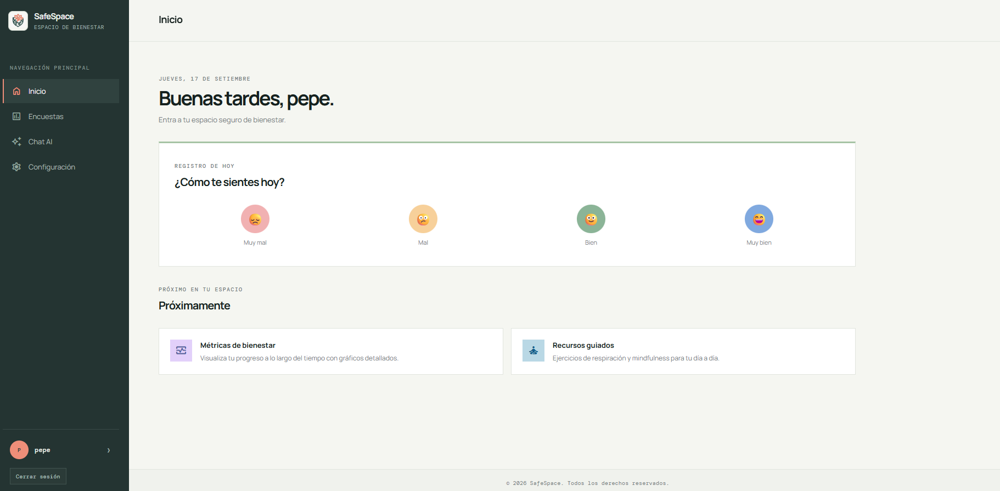 SafeSpace
ESPACIO DE BIENESTAR
NAVEGACIÓN PRINCIPAL
Inicio
Encuestas
Chat AI
Configuración
P
pepe
Cerrar sesión
Inicio
JUEVES, 17 DE SETIEMBRE
Buenas tardes, pepe.
Entra a tu espacio seguro de bienestar.
REGISTRO DE HOY
¿Cómo te sientes hoy?
Muy mal
Mal
Bien
Muy bien
PRÓXIMO EN TU ESPACIO
Próximamente
Métricas de bienestar
Visualiza tu progreso a lo largo del tiempo con gráficos detallados.
Recursos guiados
Ejercicios de respiración y mindfulness para tu día a día.
© 2026 SafeSpace. Todos los derechos reservados.